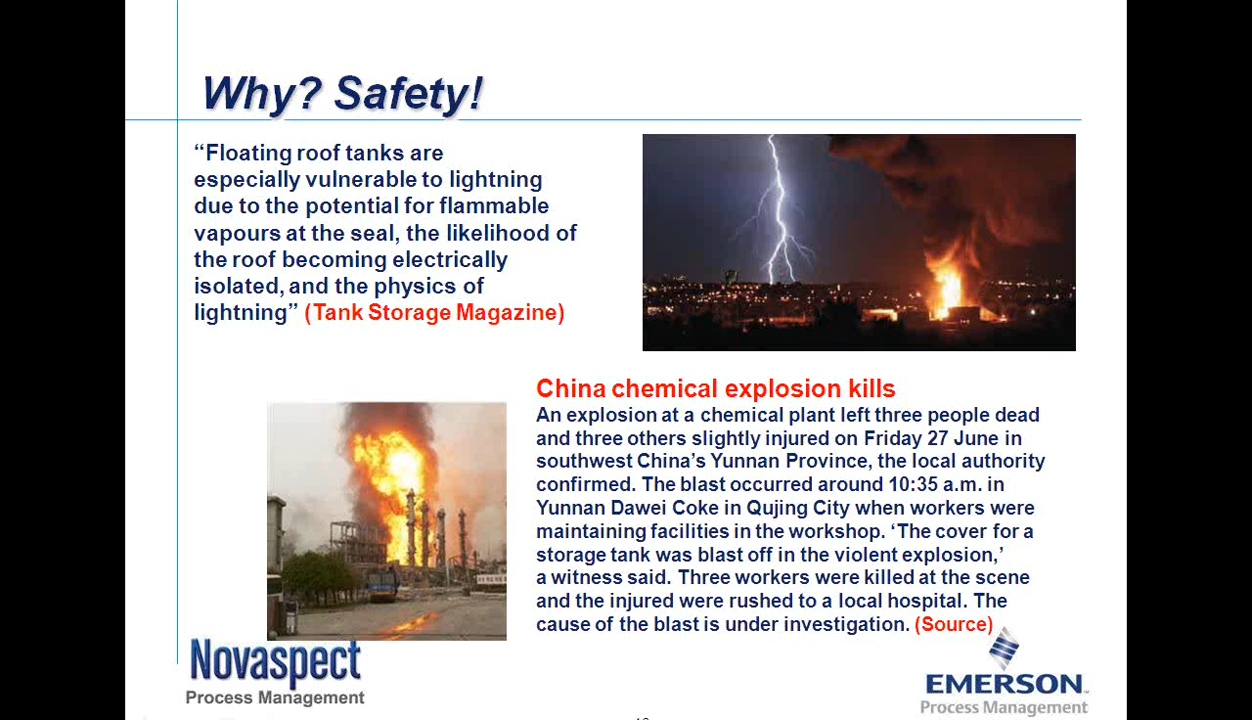 Why? Safety!
“Floating roof tanks are
especially vulnerable to lightning
due to the potential for flammable
vapours at the seal, the likelihood of
the roof becoming electrically
isolated, and the physics of
lightning” (Tank Storage Magazine)
China chemical explosion kills
An explosion at a chemical plant left three people dead
and three others slightly injured on Friday 27 June in
southwest China’s Yunnan Province, the local authority
confirmed. The blast occurred around 10:35 a.m. in
Yunnan Dawei Coke in Qujing City when workers were
maintaining facilities in the workshop. ‘The cover for a
storage tank was blast off in the violent explosion,’
a witness said. Three workers were killed at the scene
and the injured were rushed to a local hospital. The
cause of the blast is under investigation. (Source)
Novaspect
Process Management
EMERSON
Process Management